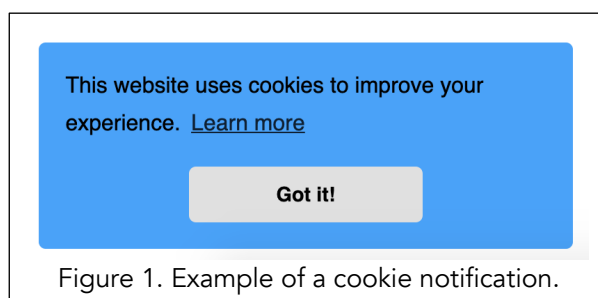 This website uses cookies to improve your
experience. Learn more
Got it!
Figure 1. Example of a cookie notification.